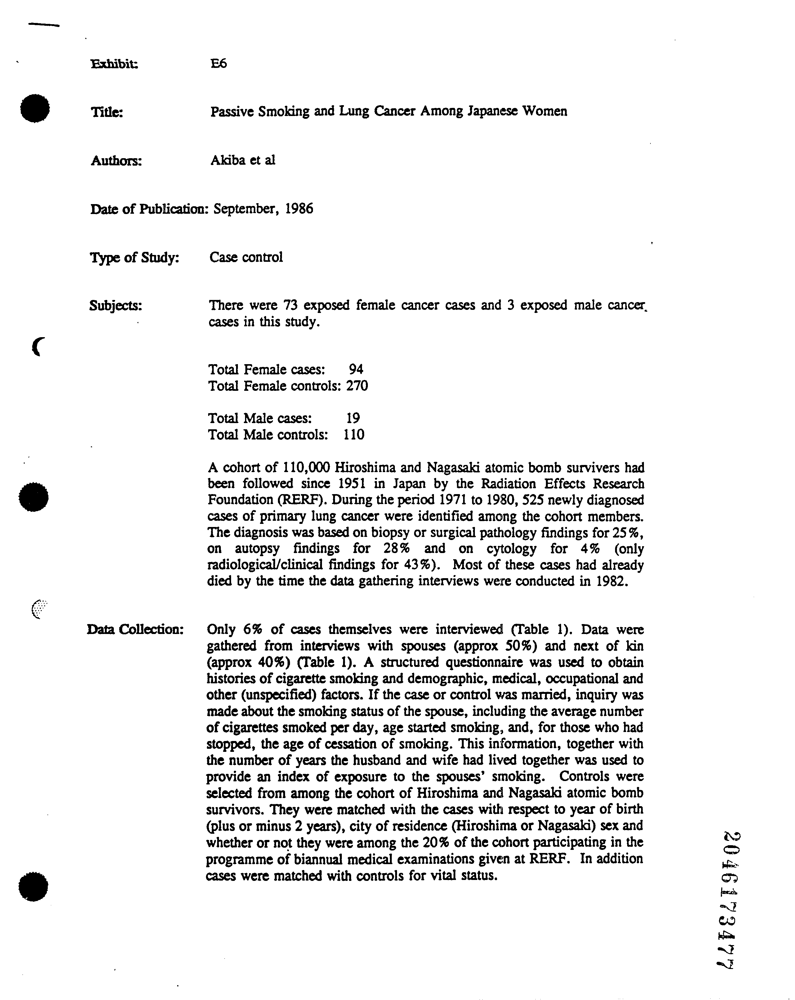 Exhibit: E6
Title: Passive Smoking and Lung Cancer Among Japanese Women
Authors: Akiba et al
Date of Publication: September, 1986
Type of Study: Case control
Subjects: There were 73 exposed female cancer cases and 3 exposed male cancer
cases in this study.
Total Female cases: 94
Total Female controls: 270
Total Male cases: 19
Total Male controls: 110
A cohort of 110,000 Hiroshima and Nagasaki atomic bomb survivers had
been followed since 1951 in Japan by the Radiation Effects Research
Foundation (RERF). During the period 1971 to 1980, 525 newly diagnosed
cases of primary lung cancer were identified among the cohort members.
The diagnosis was based on biopsy or surgical pathology findings for 25%,
on autopsy findings for 28% and on cytology for 4% (only
radiological/clinical findings for 43%). Most of these cases had already
died by the time the data gathering interviews were conducted in 1982.
Data Collection: Only 6% of cases themselves were interviewed (Table 1). Data were
gathered from interviews with spouses (approx 50%) and next of kin
(approx 40%) (Table 1). A structured questionnaire was used to obtain
histories of cigarette smoking and demographic, medical, occupational and
other (unspecified) factors. If the case or control was married, inquiry was
made about the smoking status of the spouse, including the average number
of cigarettes smoked per day, age started smoking, and, for those who had
stopped, the age of cessation of smoking. This information, together with
the number of years the husband and wife had lived together was used to
provide an index of exposure to the spouses' smoking. Controls were
selected from among the cohort of Hiroshima and Nagasaki atomic bomb
survivors. They were matched with the cases with respect to year of birth
(plus or minus 2 years), city of residence (Hiroshima or Nagasaki) sex and
whether or not they were among the 20% of the cohort participating in the
programme of biannual medical examinations given at RERF. In addition
cases were matched with controls for vital status.
2046173477